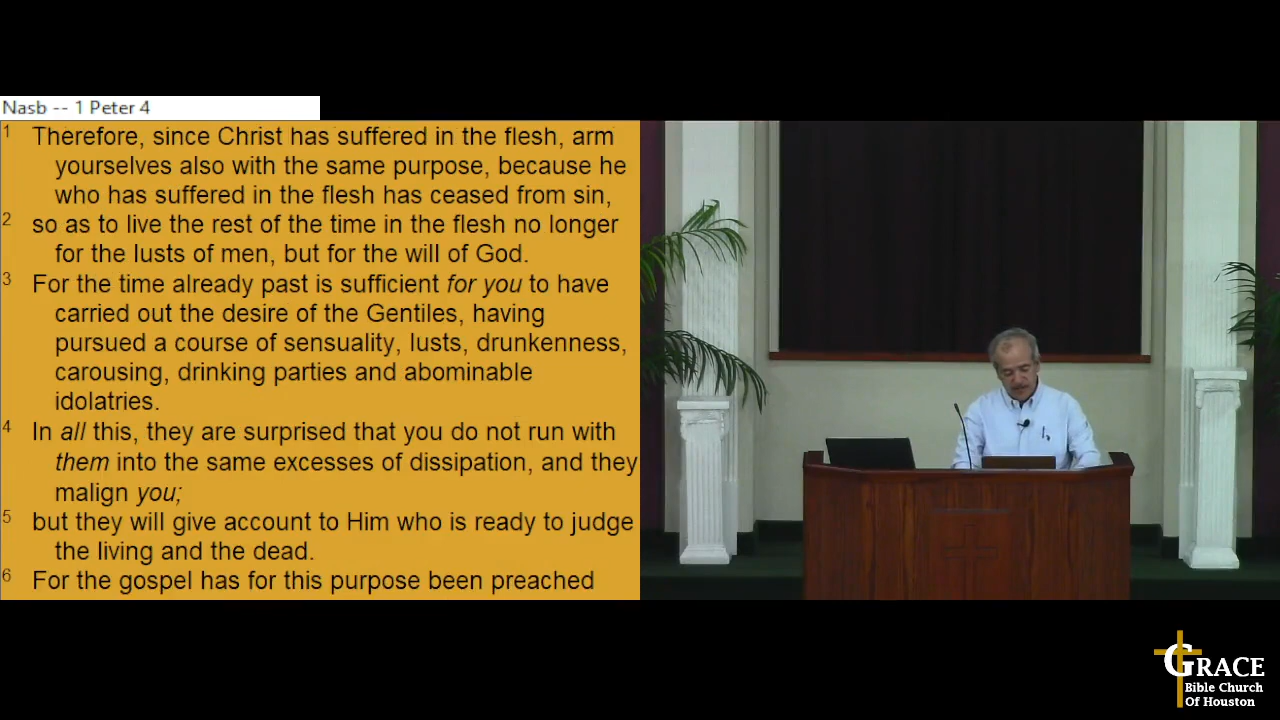 Nasb -- 1 Peter 4
1 Therefore, since Christ has suffered in the flesh, arm
yourselves also with the same purpose, because he
who has suffered in the flesh has ceased from sin,
2 so as to live the rest of the time in the flesh no longer
for the lusts of men, but for the will of God.
3 For the time already past is sufficient for you to have
carried out the desire of the Gentiles, having
pursued a course of sensuality, lusts, drunkenness,
carousing, drinking parties and abominable
idolatries.
4 In all this, they are surprised that you do not run with
them into the same excesses of dissipation, and they
malign you;
5 but they will give account to Him who is ready to judge
the living and the dead.
6 For the gospel has for this purpose been preached
GRACE
Bible Church
Of Houston